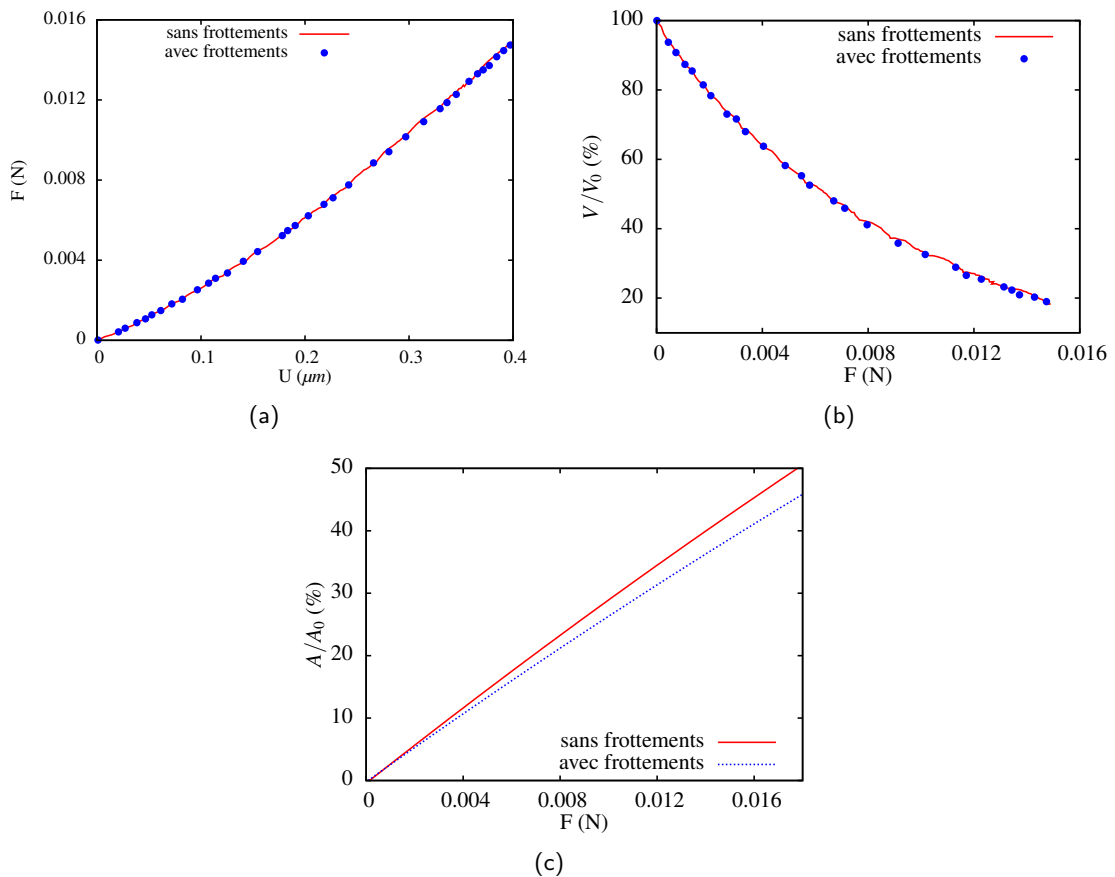 0.016
0.012
0.008
0.004
0
F (N)
sans frottements
avec frottements
0.1
0.2
0.3
0.4
U (μm)
(a)
100
80
60
40
20
V/V0 (%)
sans frottements
avec frottements
0
0.004
0.008
0.012
0.016
F (N)
(b)
50
40
30
20
10
0
A/A0 (%)
sans frottements
avec frottements
0
0.004
0.008
0.012
0.016
F (N)
(c)